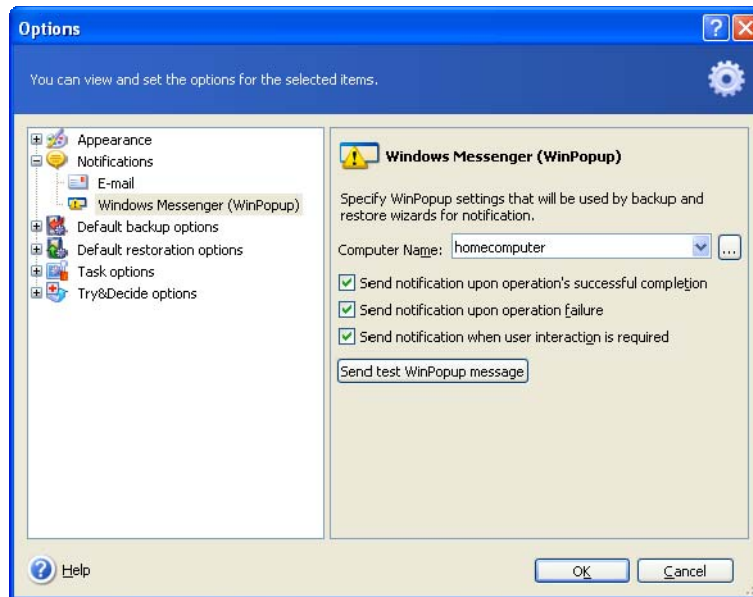 Options
You can view and set the options for the selected items.
Appearance
Notifications
E-mail
Windows Messenger (WinPopup)
Default backup options
Default restoration options
Task options
Try&Decide options
Windows Messenger (WinPopup)
Specify WinPopup settings that will be used by backup and
restore wizards for notification.
Computer Name: homecomputer ...
Send notification upon operation's successful completion
Send notification upon operation failure
Send notification when user interaction is required
Send test WinPopup message
Help
OK Cancel